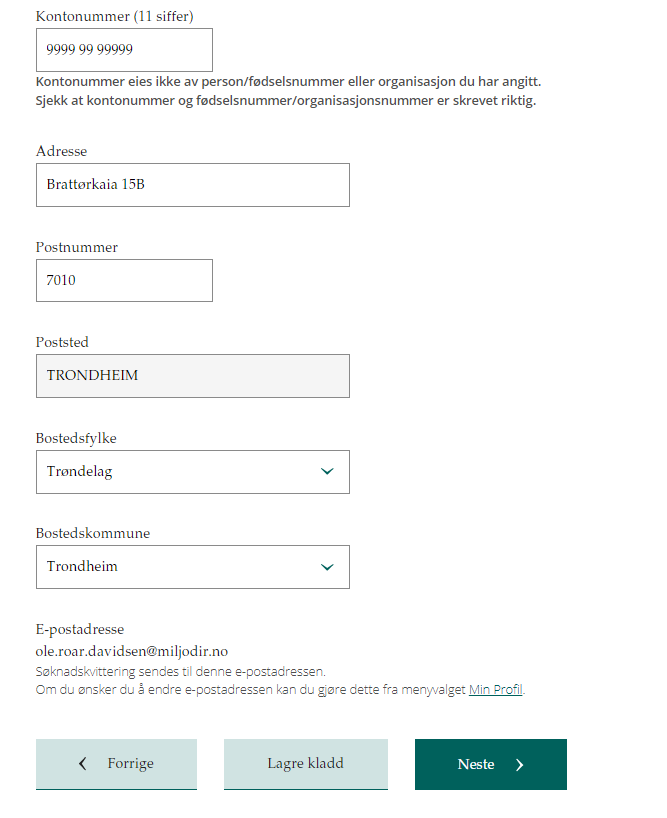 Kontonummer (11 siffer)
9999 99 99999
Kontonummer eies ikke av person/fødselsnummer eller organisasjon du har angitt.
Sjekk at kontonummer og fødselsnummer/organisasjonsnummer er skrevet riktig.
Adresse
Brattørkaia 15B
Postnummer
7010
Poststed
TRONDHEIM
Bostedsfylke
Trøndelag
Bostedskommune
Trondheim
E-postadresse
ole.roar.davidsen@miljodir.no
Søknadskvittering sendes til denne e-postadressen.
Om du ønsker du å endre e-postadressen kan du gjøre dette fra menyvalget Min Profil.
Forrige
Lagre kladd
Neste